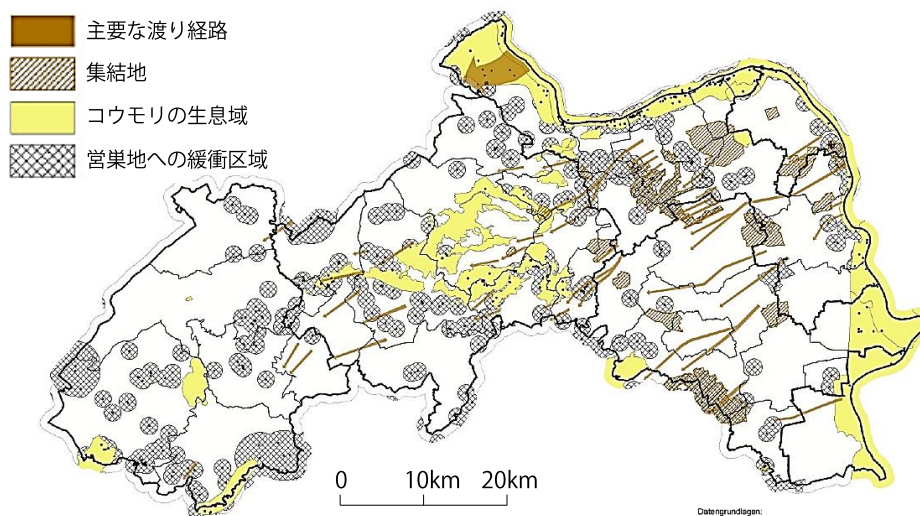 主要な渡り経路
集結地
コウモリの生息域
営巣地への緩衝区域
0 10km 20km
Datengrundlagen: